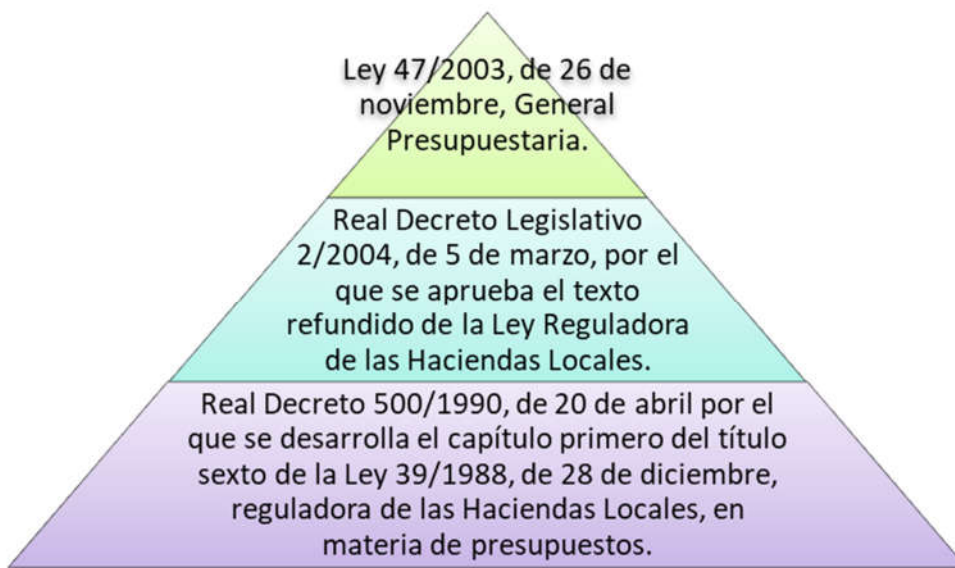 Ley 47/2003, de 26 de
noviembre, General
Presupuestaria.
Real Decreto Legislativo
2/2004, de 5 de marzo, por el
que se aprueba el texto
refundido de la Ley Reguladora
de las Haciendas Locales.
Real Decreto 500/1990, de 20 de abril por el
que se desarrolla el capítulo primero del título
sexto de la Ley 39/1988, de 28 de diciembre,
reguladora de las Haciendas Locales, en
materia de presupuestos.